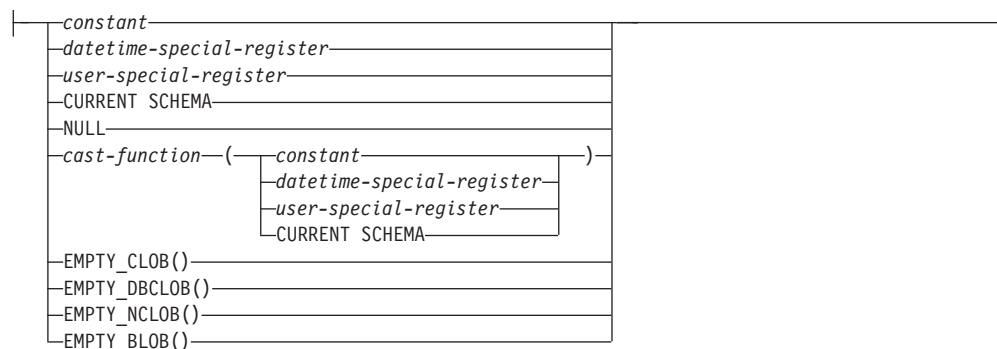 constant
datetime-special-register
user-special-register
CURRENT SCHEMA
NULL
cast-function ( constant )
datetime-special-register
user-special-register
CURRENT SCHEMA
EMPTY_CLOB()
EMPTY_DBCLOB()
EMPTY_NCLOB()
EMPTY_BLOB()